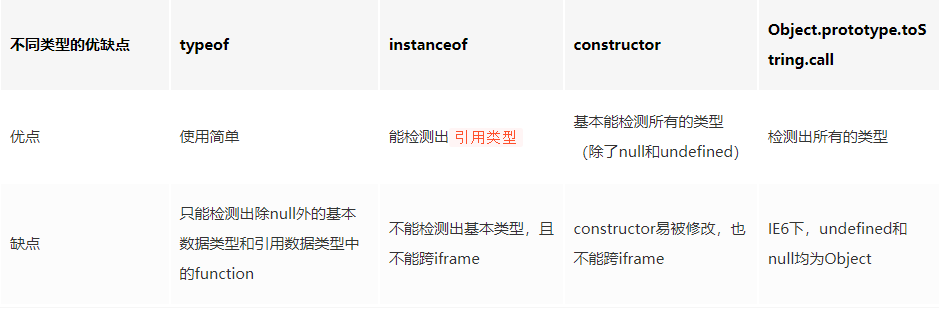 不同类型的优缺点
typeof
instanceof
constructor
Object.prototype.toS
tring.call
优点
使用简单
能检测出 引用类型
基本能检测所有的类型
（除了null和undefined）
检测出所有的类型
缺点
只能检测出除null外的基本
数据类型和引用数据类型中
的function
不能检测出基本类型，且
不能跨iframe
constructor易被修改，也
不能跨iframe
IE6下，undefined和
null均为Object